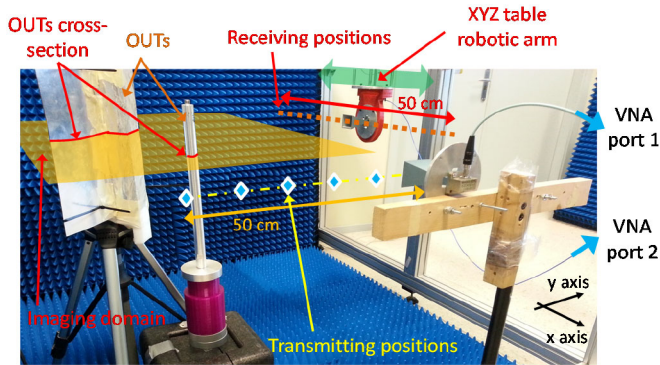 OUTs cross-
section
OUTs
Receiving positions
XYZ table
robotic arm
50 cm
VNA
port 1
50 cm
VNA
port 2
y axis
x axis
Imaging domain
Transmitting positions